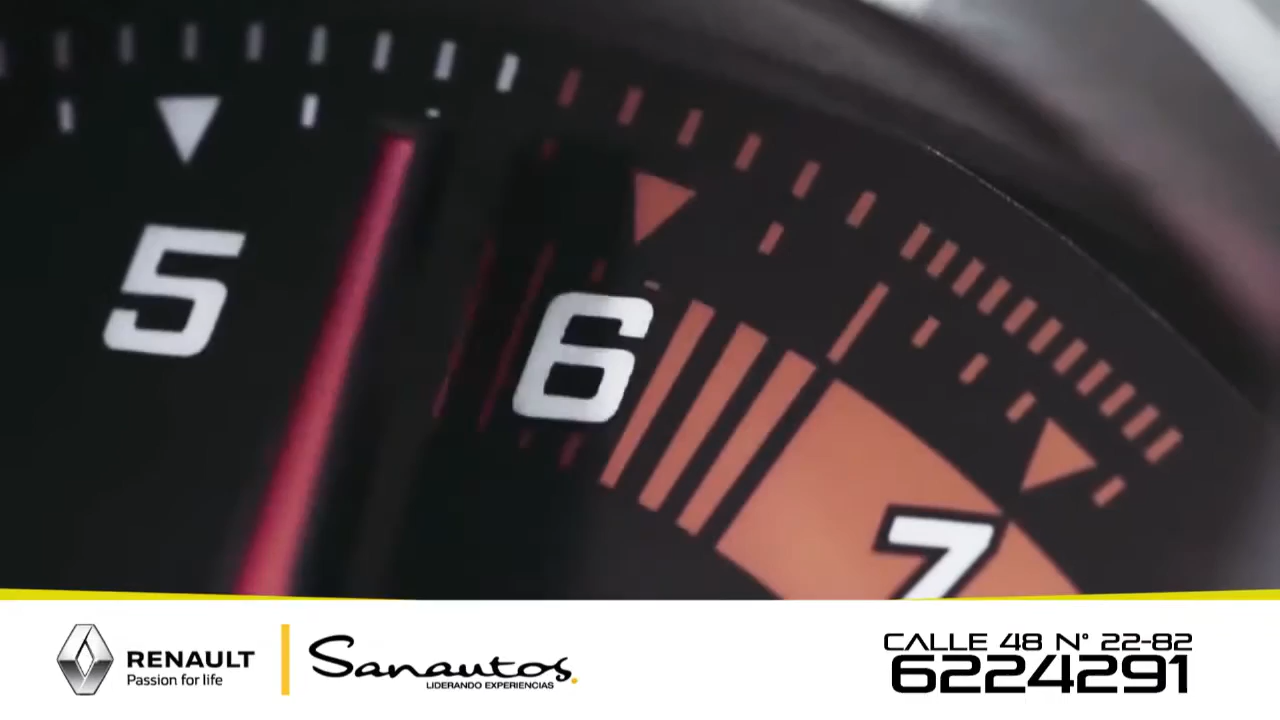 5
6
7
RENAULT
Passion for life
Sanautos
LIDERANDO EXPERIENCIAS
CALLE 48 N° 22-82
6224291